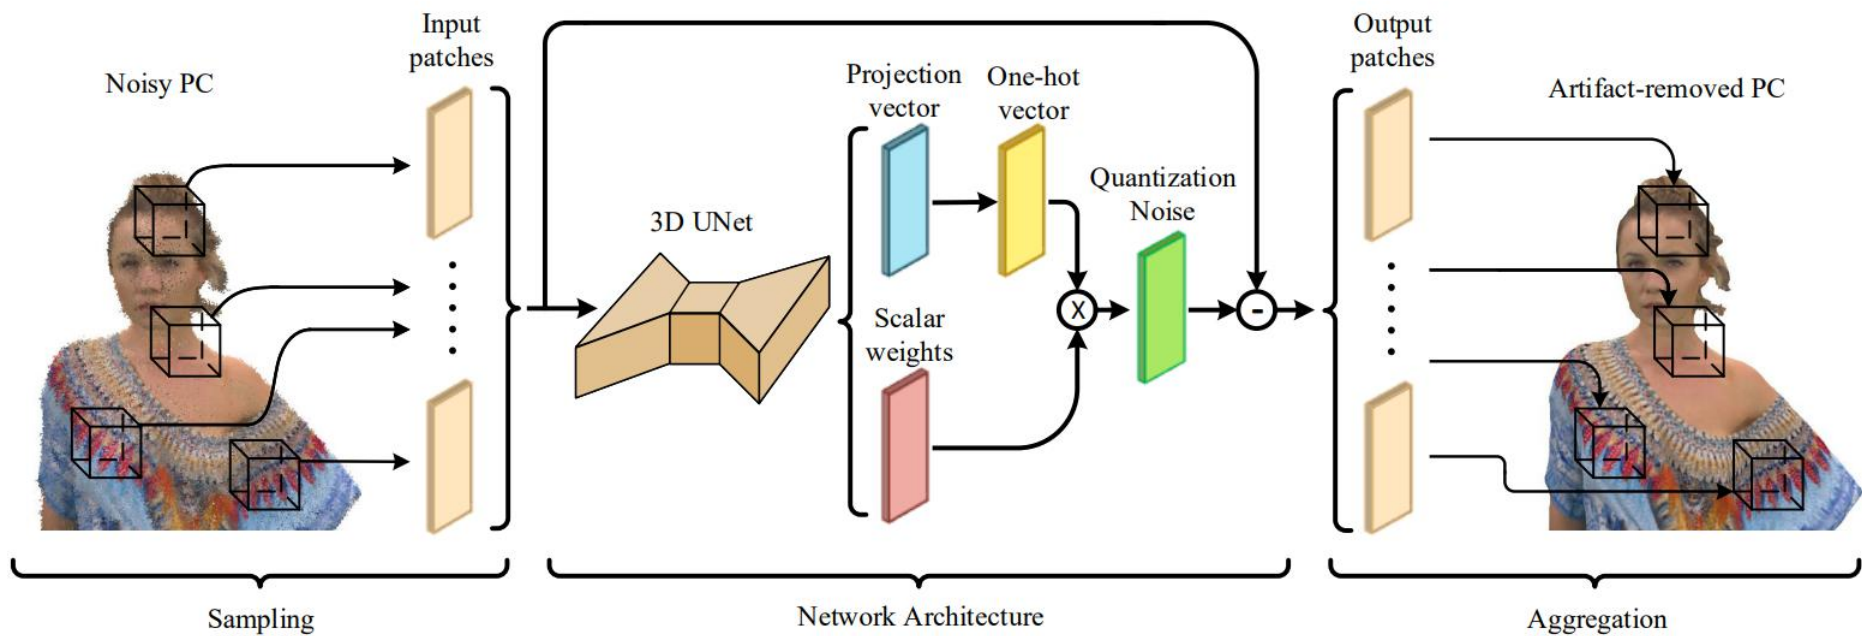 Noisy PC
Input
patches
3D UNet
Projection
vector
One-hot
vector
Scalar
weights
X
Quantization
Noise
-
Output
patches
Artifact-removed PC
Sampling
Network Architecture
Aggregation